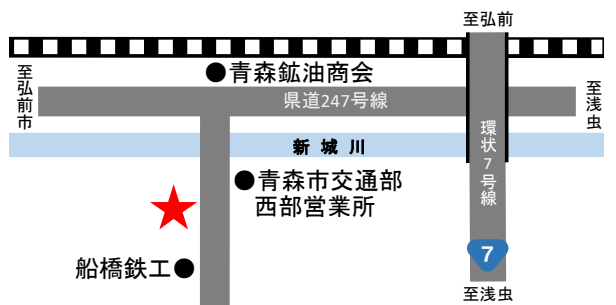 至弘前
至弘前市
●青森鉱油商会
県道247号線
至浅虫
新城川
環状7号線
●青森市交通部
西部営業所
船橋鉄工●
7
至浅虫